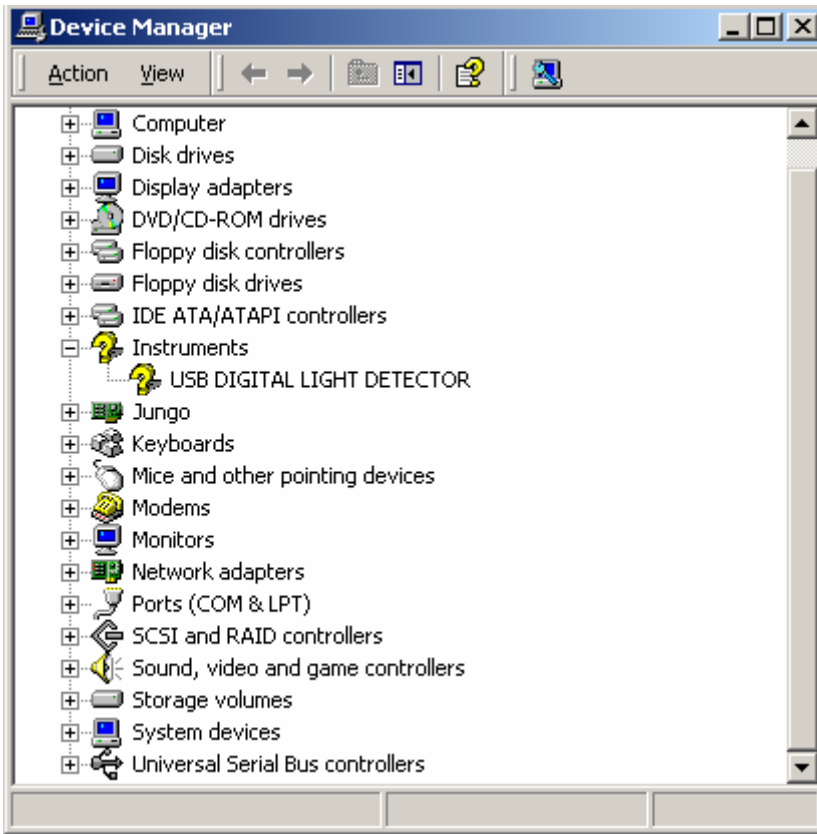 Device Manager
Action View
Computer
Disk drives
Display adapters
DVD/CD-ROM drives
Floppy disk controllers
Floppy disk drives
IDE ATA/ATAPI controllers
Instruments
USB DIGITAL LIGHT DETECTOR
Jungo
Keyboards
Mice and other pointing devices
Modems
Monitors
Network adapters
Ports (COM & LPT)
SCSI and RAID controllers
Sound, video and game controllers
Storage volumes
System devices
Universal Serial Bus controllers